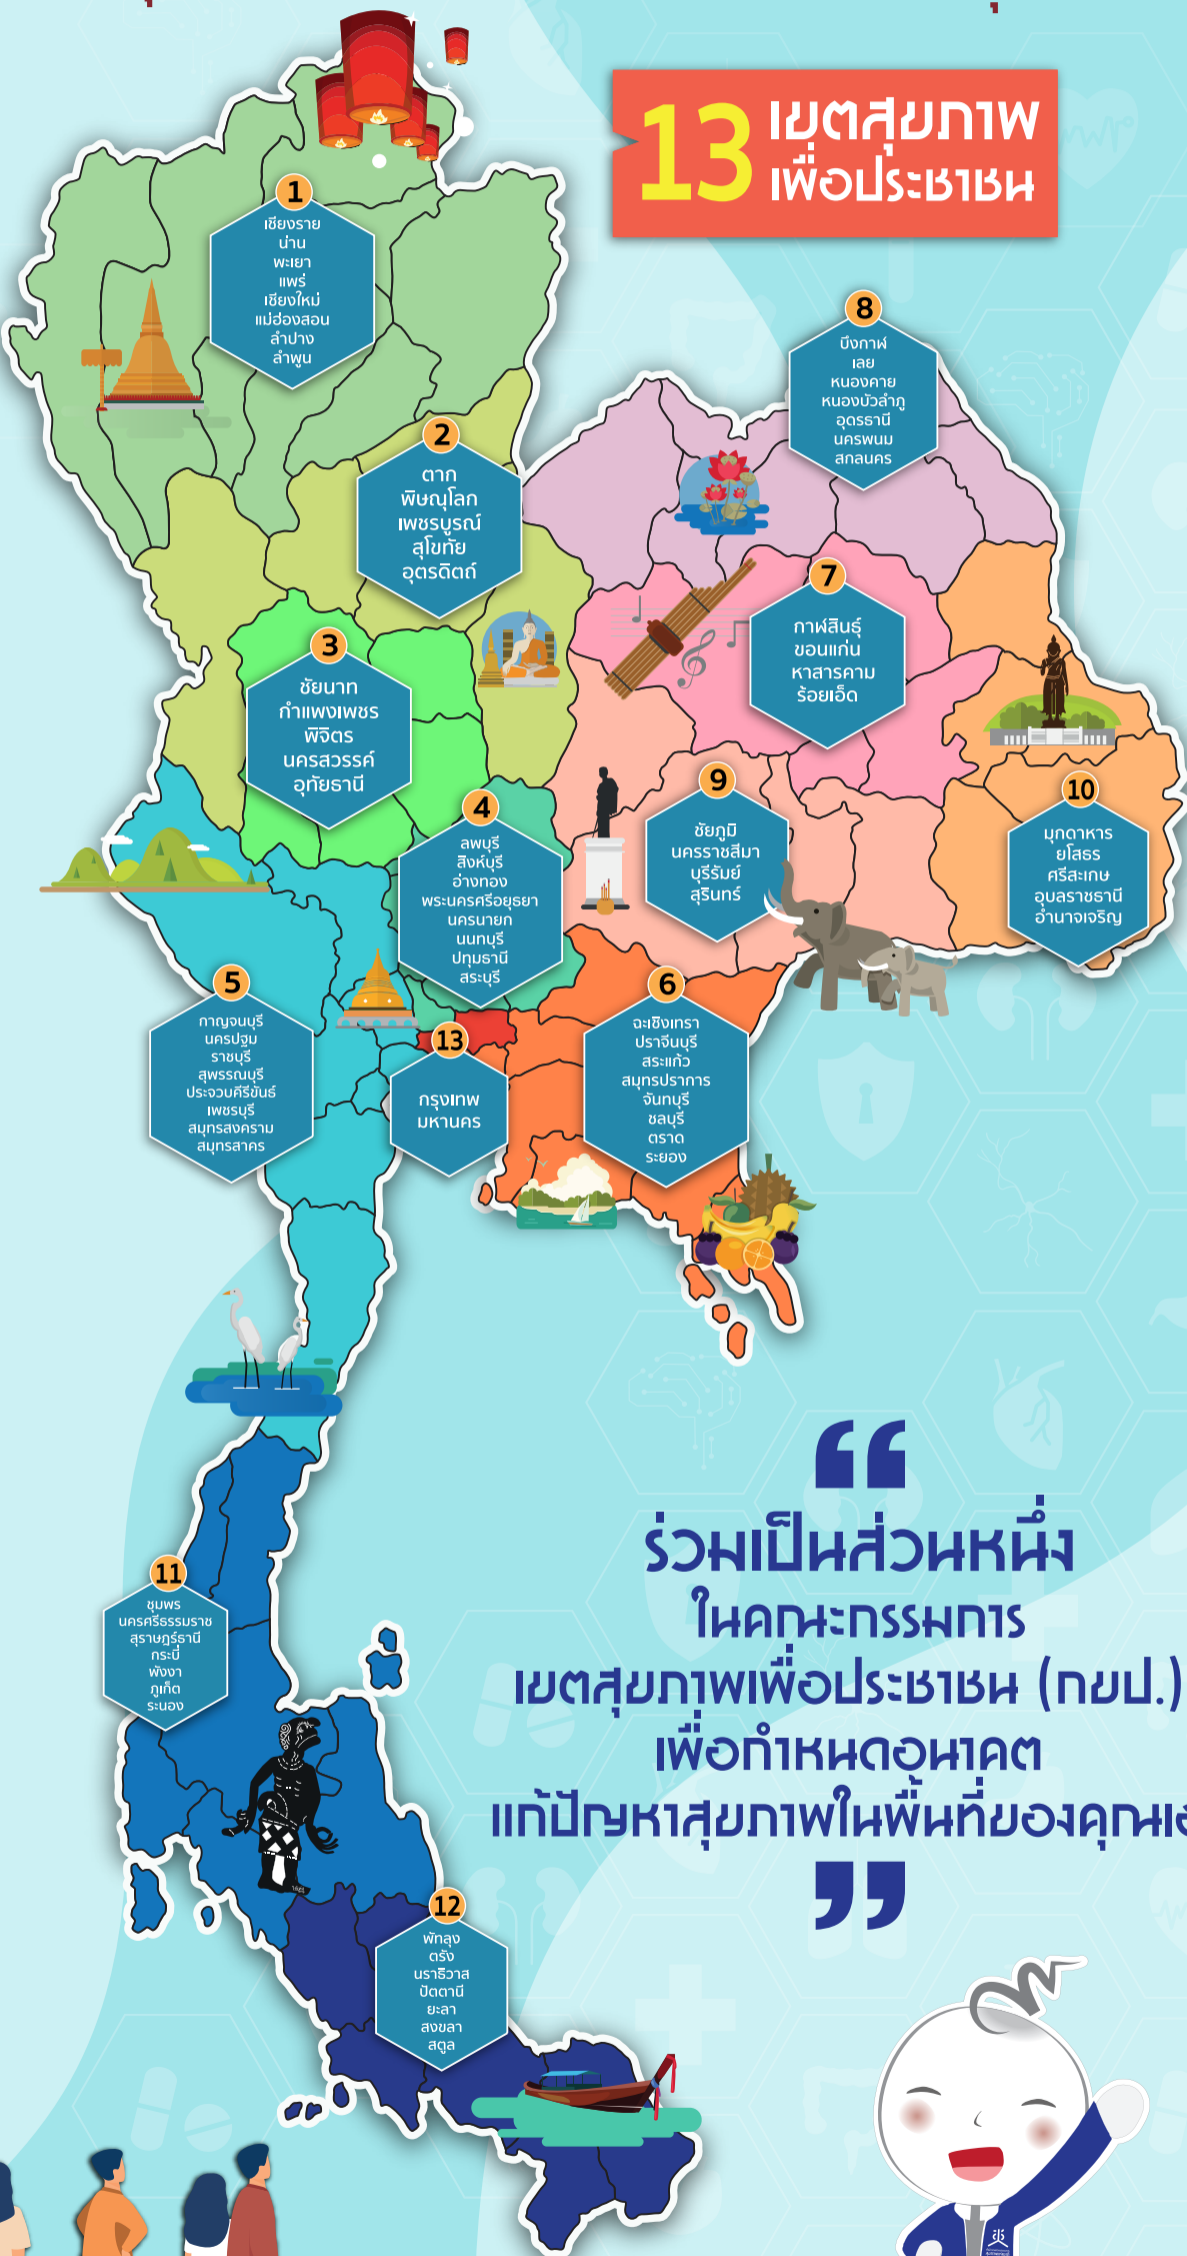 13 เขตสุขภาพ
เพื่อประชาชน
1
เชียงราย
น่าน
พะเยา
แพร่
เชียงใหม่
แม่ฮ่องสอน
ลำปาง
ลำพูน
8
บึงกาฬ
เลย
หนองคาย
หนองบัวลำภู
อุดรธานี
นครพนม
สกลนคร
2
ตาก
พิษณุโลก
เพชรบูรณ์
สุโขทัย
อุตรดิตถ์
7
กาฬสินธุ์
ขอนแก่น
หาสารคาม
ร้อยเอ็ด
3
ชัยนาท
กำแพงเพชร
พิจิตร
นครสวรรค์
อุทัยธานี
9
ชัยภูมิ
นครราชสีมา
บุรีรัมย์
สุรินทร์
10
มุกดาหาร
ยโสธร
ศรีสะเกษ
อุบลราชธานี
อำนาจเจริญ
4
ลพบุรี
สิงห์บุรี
อ่างทอง
พระนครศรีอยุธยา
นครนายก
นนทบุรี
ปทุมธานี
สระบุรี
5
กาญจนบุรี
นครปฐม
ราชบุรี
สุพรรณบุรี
ประจวบคีรีขันธ์
เพชรบุรี
สมุทรสงคราม
สมุทรสาคร
6
ฉะเชิงเทรา
ปราจีนบุรี
สระแก้ว
สมุทรปราการ
จันทบุรี
ชลบุรี
ตราด
ระยอง
13
กรุงเทพ
มหานคร
“
ร่วมเป็นส่วนหนึ่ง
ในคณะกรรมการ
เขตสุขภาพเพื่อประชาชน (กขป.)
เพื่อกำหนดอนาคต
แก้ปัญหาสุขภาพในพื้นที่ของคุณเอ
”
11
ชุมพร
นครศรีธรรมราช
สุราษฎร์ธานี
กระบี่
พังงา
ภูเก็ต
ระนอง
12
พัทลุง
ตรัง
นราธิวาส
ปัตตานี
ยะลา
สงขลา
สตูล